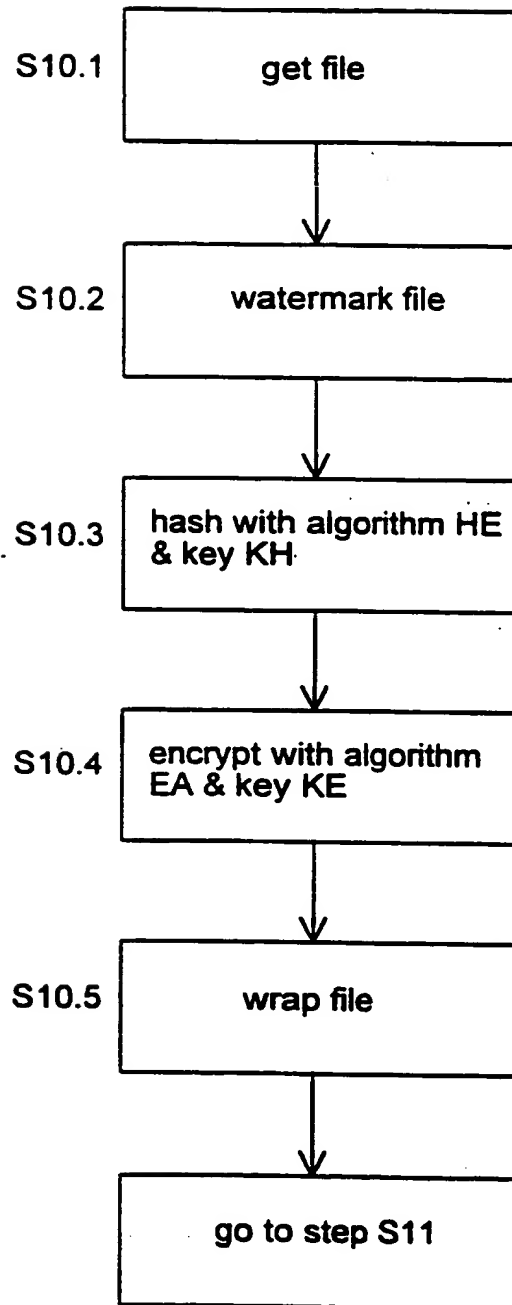 S10.1
get file
S10.2
watermark file
S10.3
hash with algorithm HE
& key KH
S10.4
encrypt with algorithm
EA & key KE
S10.5
wrap file
go to step S11